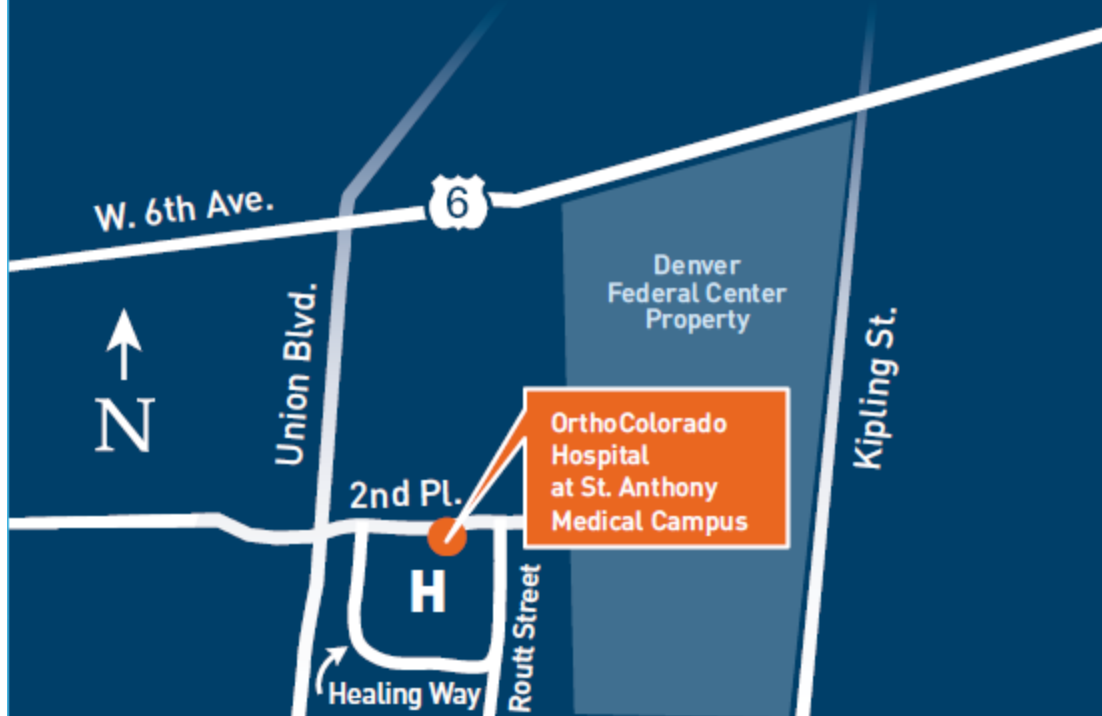 W. 6th Ave.
6
Denver
Federal Center
Property
Union Blvd.
Kipling St.
N
OrthoColorado
Hospital
at St. Anthony
Medical Campus
2nd Pl.
H
Routt Street
Healing Way